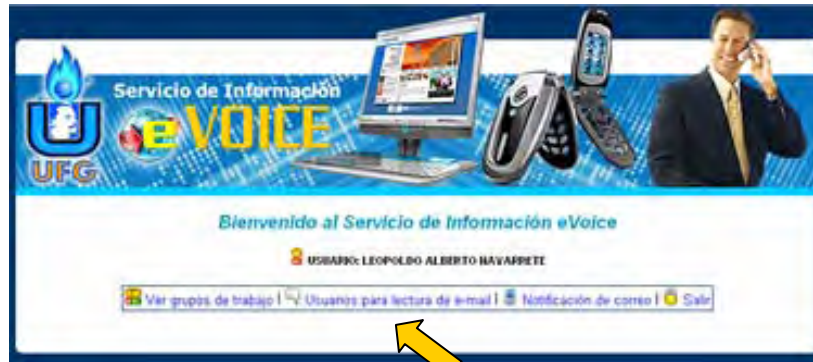 Servicio de Información
eVOICE
UFG
Bienvenido al Servicio de Información eVoice
USUARIO: LEOPOLDO ALBERTO NAVARRETE
Ver grupos de trabajo | Usuarios para lectura de e-mail | Notificación de correo | Salir